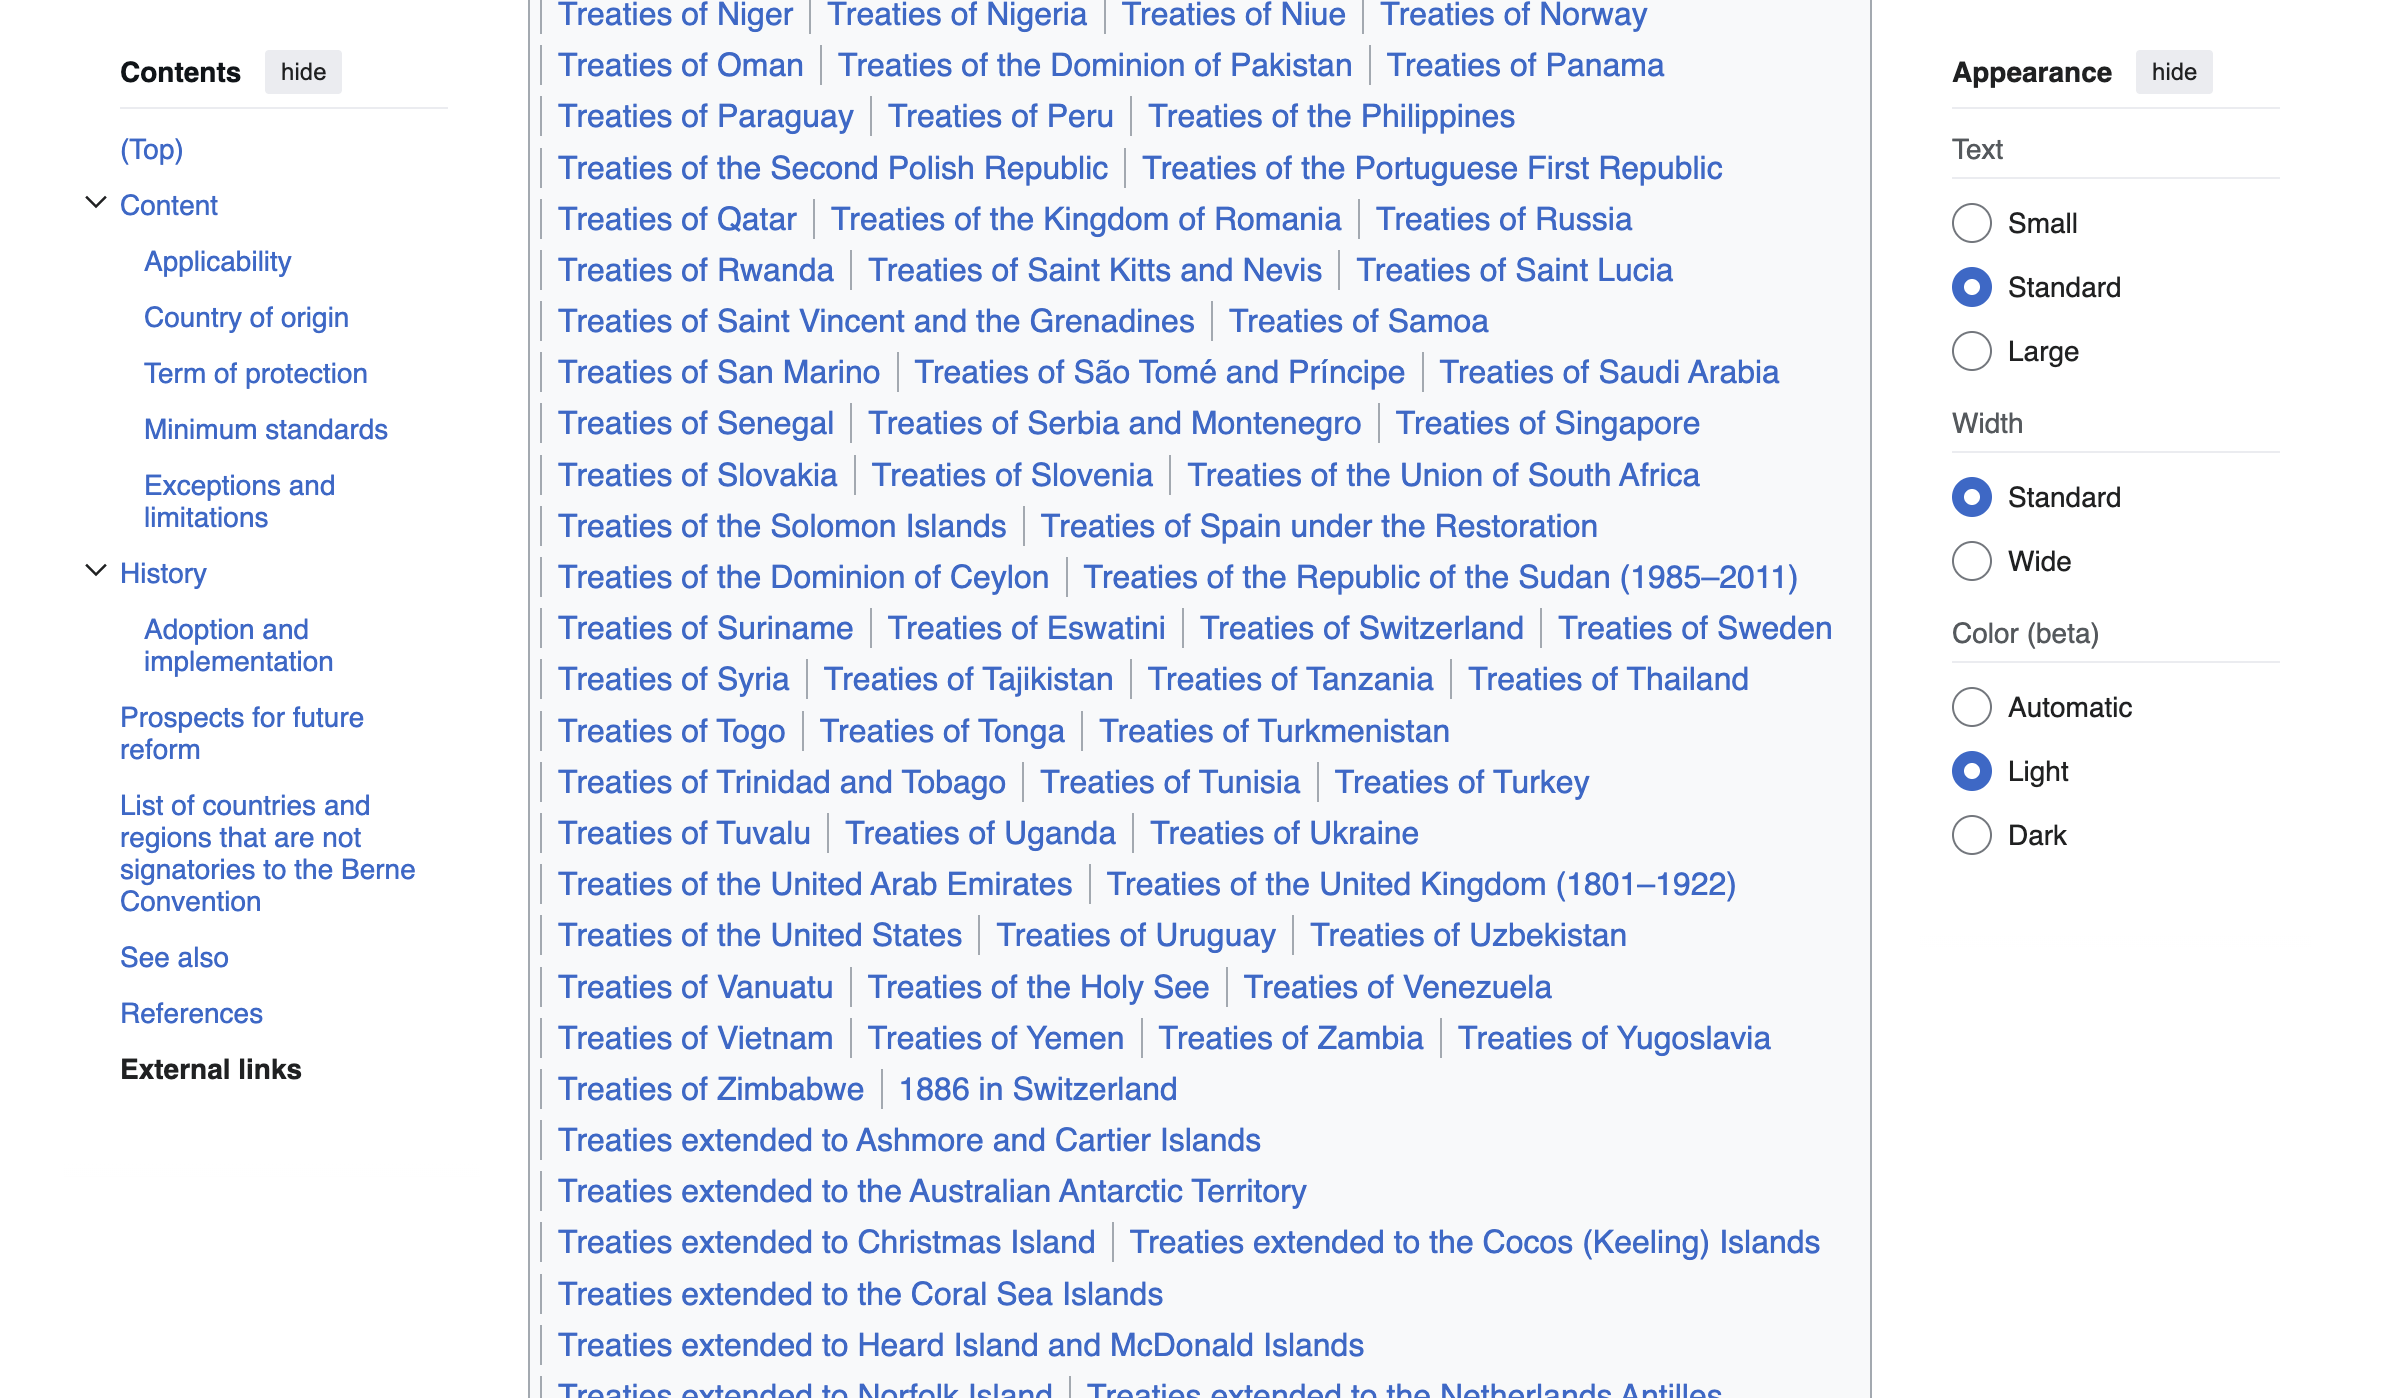 Contents hide
(Top)
Content
Applicability
Country of origin
Term of protection
Minimum standards
Exceptions and
limitations
History
Adoption and
implementation
Prospects for future
reform
List of countries and
regions that are not
signatories to the Berne
Convention
See also
References
External links
Treaties of Niger Treaties of Nigeria Treaties of Niue Treaties of Norway
Treaties of Oman Treaties of the Dominion of Pakistan Treaties of Panama
Treaties of Paraguay Treaties of Peru Treaties of the Philippines
Treaties of the Second Polish Republic Treaties of the Portuguese First Republic
Treaties of Qatar Treaties of the Kingdom of Romania Treaties of Russia
Treaties of Rwanda Treaties of Saint Kitts and Nevis Treaties of Saint Lucia
Treaties of Saint Vincent and the Grenadines Treaties of Samoa
Treaties of San Marino Treaties of São Tomé and Príncipe Treaties of Saudi Arabia
Treaties of Senegal Treaties of Serbia and Montenegro Treaties of Singapore
Treaties of Slovakia Treaties of Slovenia Treaties of the Union of South Africa
Treaties of the Solomon Islands Treaties of Spain under the Restoration
Treaties of the Dominion of Ceylon Treaties of the Republic of the Sudan (1985–2011)
Treaties of Suriname Treaties of Eswatini Treaties of Switzerland Treaties of Sweden
Treaties of Syria Treaties of Tajikistan Treaties of Tanzania Treaties of Thailand
Treaties of Togo Treaties of Tonga Treaties of Turkmenistan
Treaties of Trinidad and Tobago Treaties of Tunisia Treaties of Turkey
Treaties of Tuvalu Treaties of Uganda Treaties of Ukraine
Treaties of the United Arab Emirates Treaties of the United Kingdom (1801–1922)
Treaties of the United States Treaties of Uruguay Treaties of Uzbekistan
Treaties of Vanuatu Treaties of the Holy See Treaties of Venezuela
Treaties of Vietnam Treaties of Yemen Treaties of Zambia Treaties of Yugoslavia
Treaties of Zimbabwe 1886 in Switzerland
Treaties extended to Ashmore and Cartier Islands
Treaties extended to the Australian Antarctic Territory
Treaties extended to Christmas Island Treaties extended to the Cocos (Keeling) Islands
Treaties extended to the Coral Sea Islands
Treaties extended to Heard Island and McDonald Islands
Treaties extended to Norfolk Island Treaties extended to the Netherlands Antilles
Appearance hide
Text
Small
Standard
Large
Width
Standard
Wide
Color (beta)
Automatic
Light
Dark